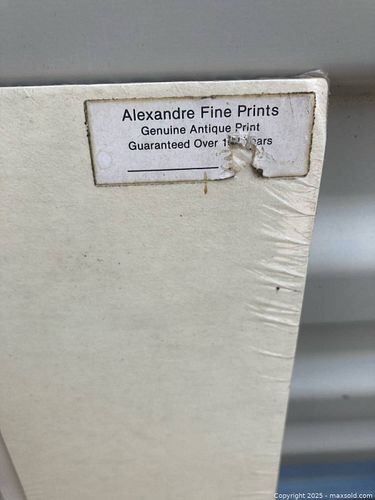 Alexandre Fine Prints
Genuine Antique Print
Guaranteed Over
Copyright 2025 - maxsold.com